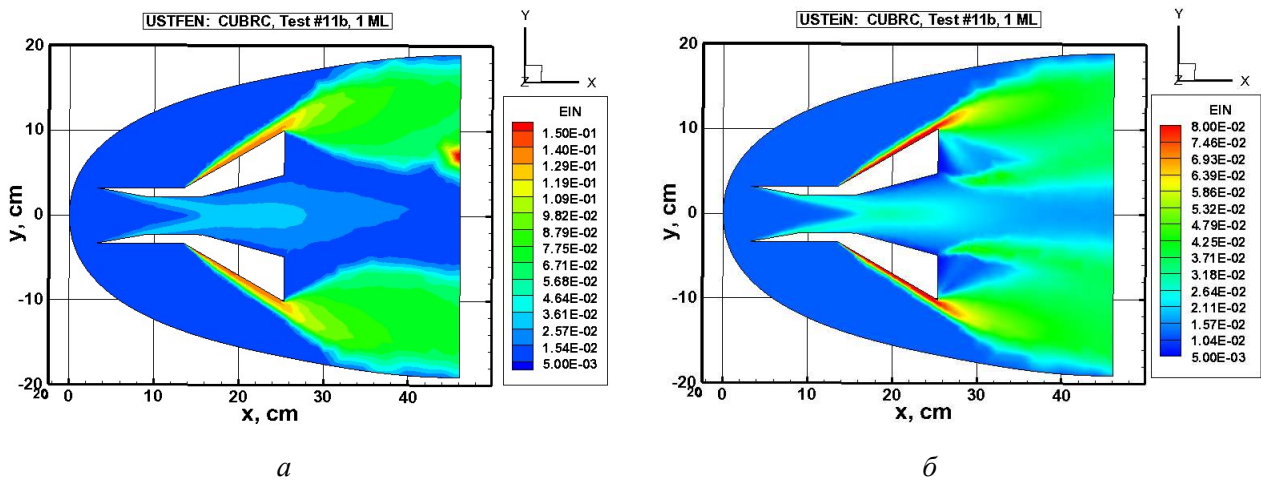 USTFEN: CUBRC, Test #11b, 1 ML
Y
Z
X
EIN
1.50E-01
1.40E-01
1.29E-01
1.19E-01
1.09E-01
9.82E-02
8.79E-02
7.75E-02
6.71E-02
5.68E-02
4.64E-02
3.61E-02
2.57E-02
1.54E-02
5.00E-03
20
10
0
-10
-20
y, cm
20
0
10
20
30
40
x, cm
а
USTEiN: CUBRC, Test #11b, 1 ML
Y
Z
X
EIN
8.00E-02
7.46E-02
6.93E-02
6.39E-02
5.86E-02
5.32E-02
4.79E-02
4.25E-02
3.71E-02
3.18E-02
2.64E-02
2.11E-02
1.57E-02
1.04E-02
5.00E-03
20
10
0
-10
-20
y, cm
20
0
10
20
30
40
x, cm
б